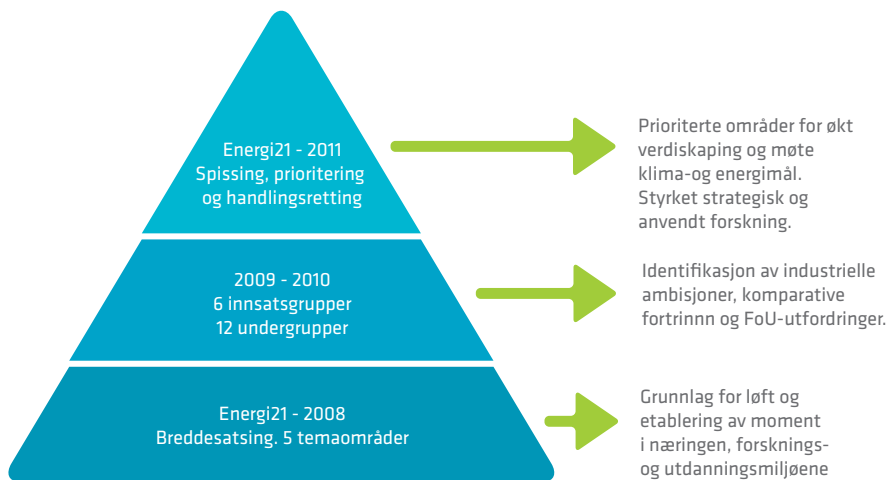 Energi21 - 2011
Spissing, prioritering
og handlingsretting
Prioriterte områder for økt
verdiskaping og møte
klima-og energimål.
Styrket strategisk og
anvendt forskning.
2009 - 2010
6 innsatsgrupper
12 undergrupper
Identifikasjon av industrielle
ambisjoner, komparative
fortrinnn og FoU-utfordringer.
Energi21 - 2008
Breddesatsing. 5 temaområder
Grunnlag for løft og
etablering av moment
i næringen, forsknings-
og utdanningsmiljøene